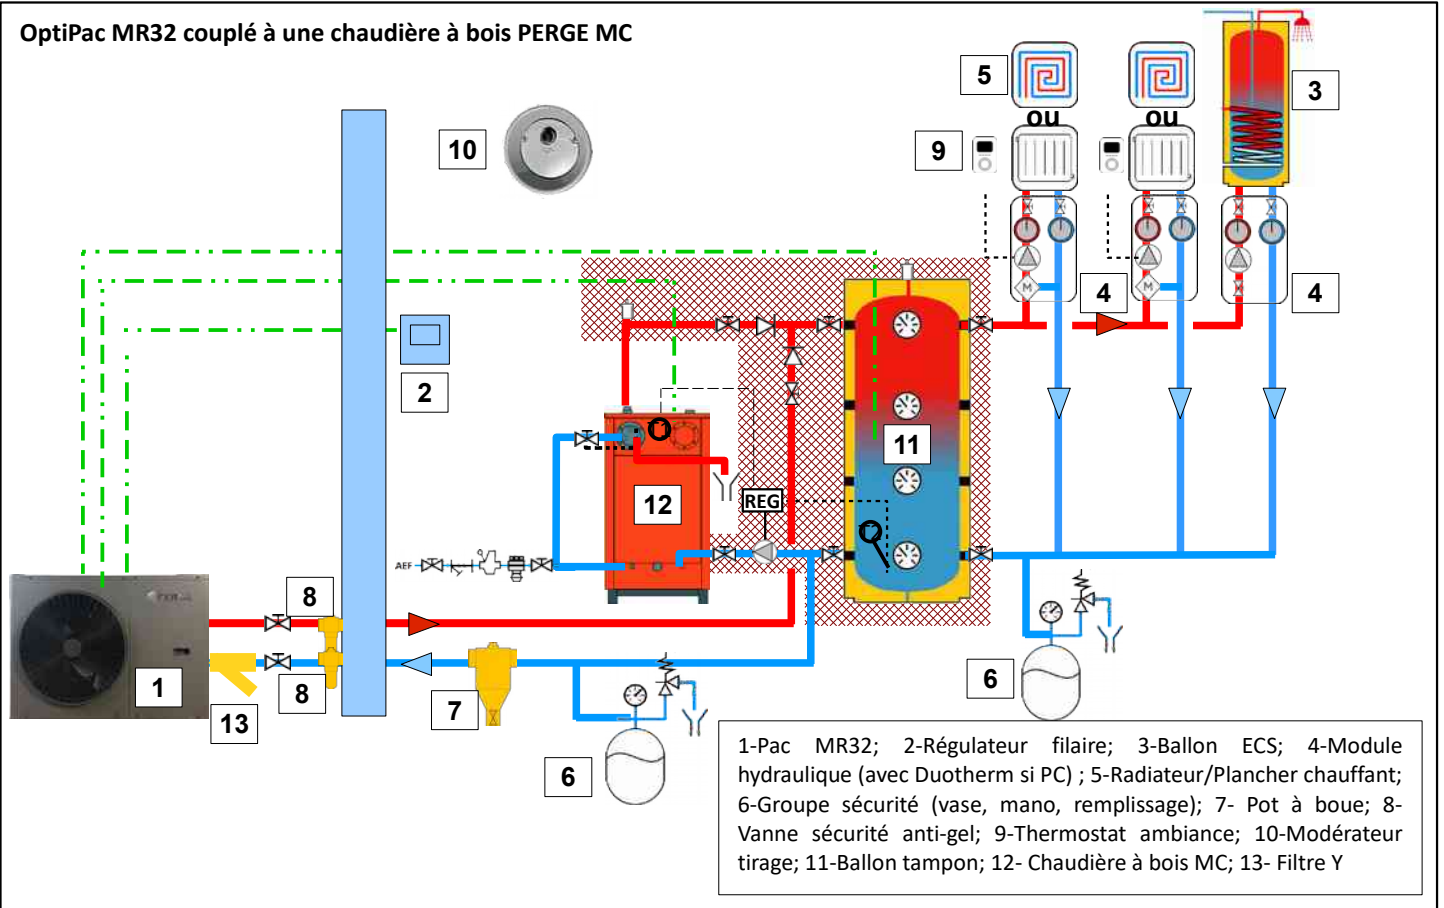 OptiPac MR32 couplé à une chaudière à bois PERGE MC
5
3
ou
ou
10
9
4
4
2
11
12
REG
AEF
8
1
8
13
7
6
6
M
M
1-Pac MR32; 2-Régulateur filaire; 3-Ballon ECS; 4-Module
hydraulique (avec Duotherm si PC) ; 5-Radiateur/Plancher chauffant;
6-Groupe sécurité (vase, mano, remplissage); 7- Pot à boue; 8-
Vanne sécurité anti-gel; 9-Thermostat ambiance; 10-Modérateur
tirage; 11-Ballon tampon; 12- Chaudière à bois MC; 13- Filtre Y